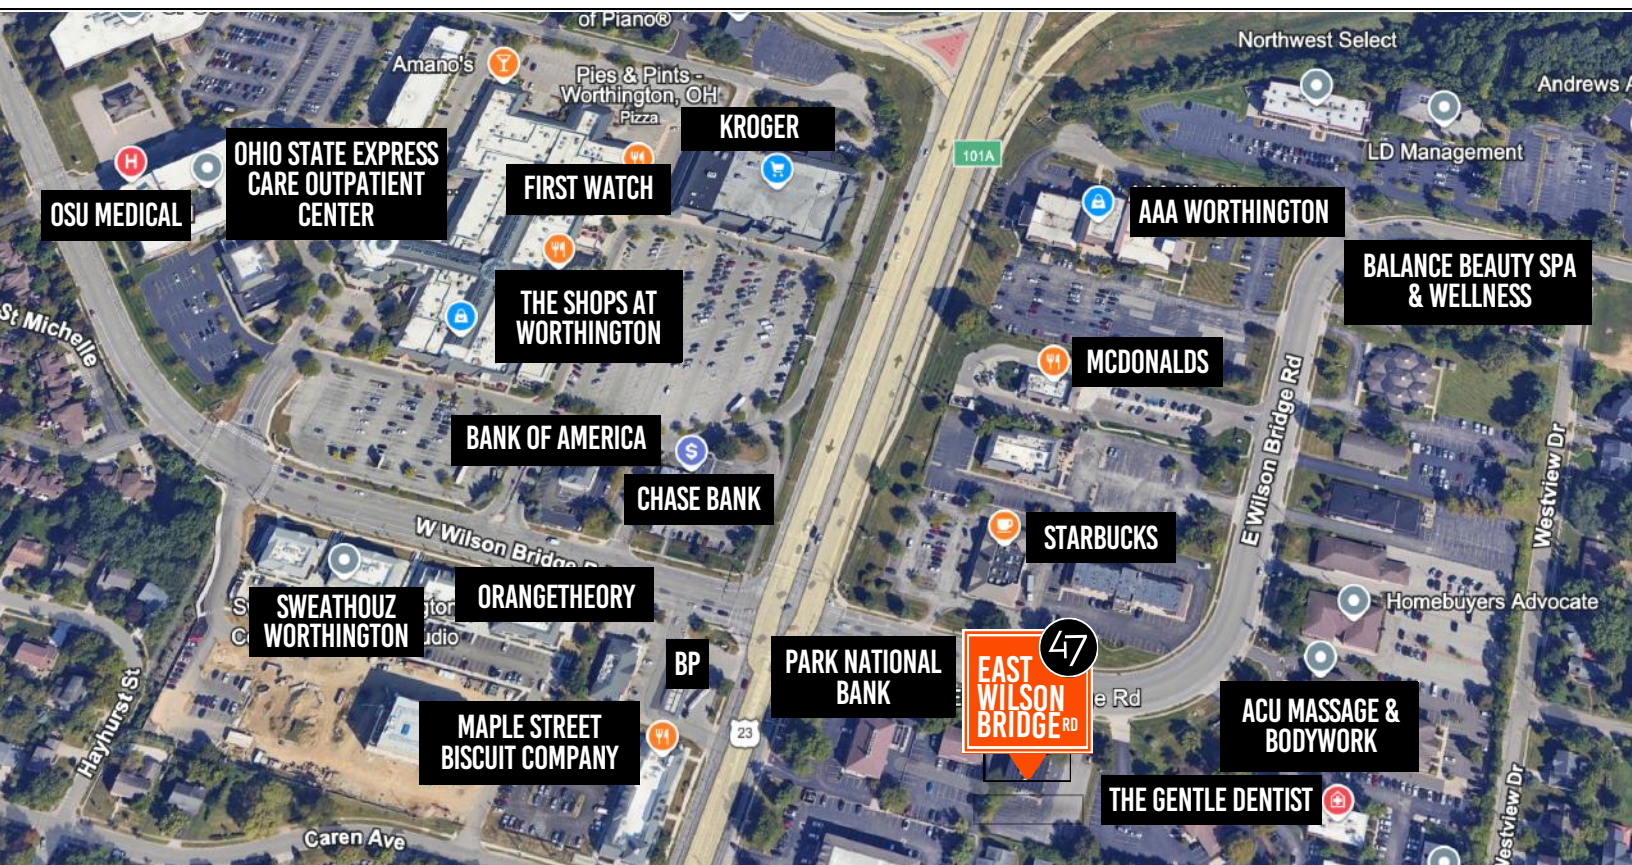 of Piano®
Northwest Select
Amano's
Pies & Pints -
Worthington, OH
Pizza
Andrews A
KROGER
101A
LD Management
OHIO STATE EXPRESS
CARE OUTPATIENT
CENTER
FIRST WATCH
OSU MEDICAL
H
AAA WORTHINGTON
BALANCE BEAUTY SPA
& WELLNESS
THE SHOPS AT
WORTHINGTON
St Michelle
MCDONALDS
BANK OF AMERICA
$
CHASE BANK
E Wilson Bridge Rd
Westview Dr
W Wilson Bridge
STARBUCKS
ORANGETHEORY
SWEATHOUZ
WORTHINGTON
gton
udio
Homebuyers Advocate
BP
PARK NATIONAL
BANK
47
EAST
WILSON
BRIDGE RD
e Rd
Hayhurst St
MAPLE STREET
BISCUIT COMPANY
23
ACU MASSAGE &
BODYWORK
THE GENTLE DENTIST
Westview Dr
Caren Ave